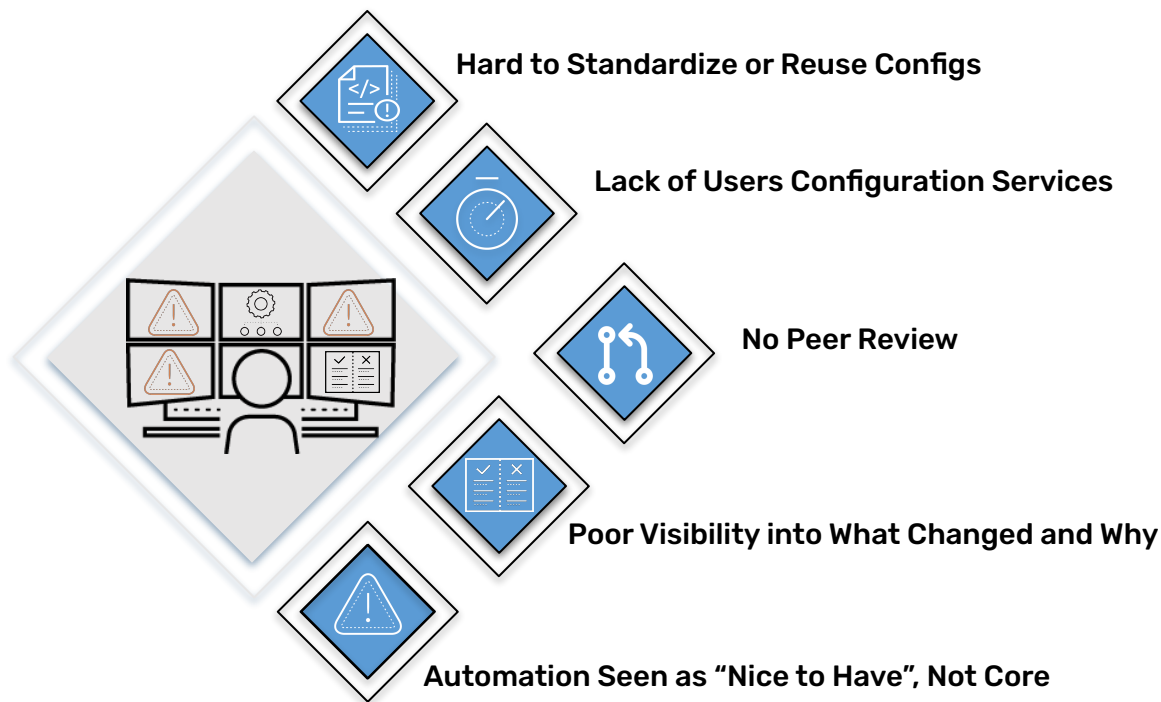 Hard to Standardize or Reuse Configs
</>
Lack of Users Configuration Services
No Peer Review
Poor Visibility into What Changed and Why
Automation Seen as “Nice to Have”, Not Core